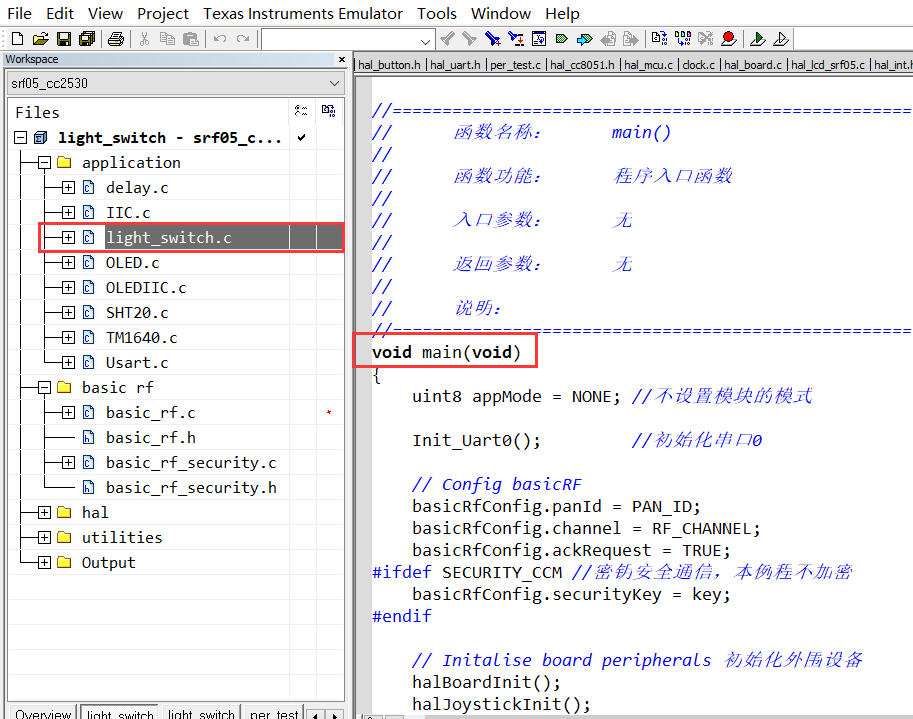 File Edit View Project Texas Instruments Emulator Tools Window Help
Workspace
srf05_cc2530
Files
light_switch - srf05_c...
application
delay.c
IIC.c
light_switch.c
OLED.c
OLEDIIC.c
SHT20.c
TM1640.c
Usart.c
basic rf
basic_rf.c
basic_rf.h
basic_rf_security.c
basic_rf_security.h
hal
utilities
Output
Overview light_switch light_switch per_test
hal_button.h hal_uart.h per_test.c hal_cc8051.h hal_mcu.c clock.c hal_board.c hal_lcd_srf05.c hal_int.h
//====================================================
// 函数名称： main()
//
// 函数功能： 程序入口函数
//
// 入口参数： 无
//
// 返回参数： 无
//
// 说明：
//====================================================
void main(void)
{
uint8 appMode = NONE; //不设置模块的模式
Init_Uart0(); //初始化串口0
// Config basicRF
basicRfConfig.panId = PAN_ID;
basicRfConfig.channel = RF_CHANNEL;
basicRfConfig.ackRequest = TRUE;
#ifdef SECURITY_CCM //密钥安全通信，本例程不加密
basicRfConfig.securityKey = key;
#endif
// Initalise board peripherals 初始化外围设备
halBoardInit();
halJoystickInit();